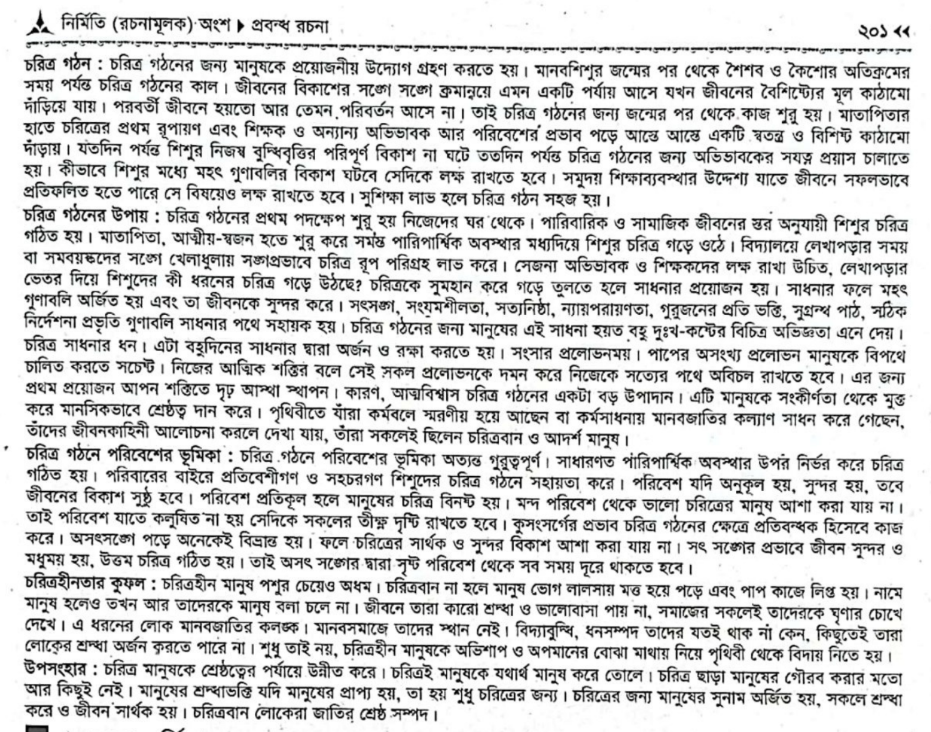 নির্মিতি (রচনামূলক) অংশ ▶ প্রবন্ধ রচনা
২০১ ◀◀
চরিত্র গঠন : চরিত্র গঠনের জন্য মানুষকে প্রয়োজনীয় উদ্যোগ গ্রহণ করতে হয়। মানবশিশুর জন্মের পর থেকে শৈশব ও কৈশোর অতিক্রমের
সময় পর্যন্ত চরিত্র গঠনের কাল। জীবনের বিকাশের সঙ্গে সঙ্গে ক্রমান্বয়ে এমন একটি পর্যায় আসে যখন জীবনের বৈশিষ্ট্যের মূল কাঠামো
দাঁড়িয়ে যায়। পরবর্তী জীবনে হয়তো আর তেমন পরিবর্তন আসে না। তাই চরিত্র গঠনের জন্য জন্মের পর থেকে কাজ শুরু হয়। মাতাপিতার
হাতে চরিত্রের প্রথম রূপায়ণ এবং শিক্ষক ও অন্যান্য অভিভাবক আর পরিবেশের প্রভাব পড়ে আস্তে আস্তে একটি স্বতন্ত্র ও বিশিষ্ট কাঠামো
দাঁড়ায়। যতদিন পর্যন্ত শিশুর নিজস্ব বুদ্ধিবৃত্তির পরিপূর্ণ বিকাশ না ঘটে ততদিন পর্যন্ত চরিত্র গঠনের জন্য অভিভাবকের সযত্ন প্রয়াস চালাতে
হয়। কীভাবে শিশুর মধ্যে মহৎ গুণাবলির বিকাশ ঘটবে সেদিকে লক্ষ রাখতে হবে। সমুদয় শিক্ষাব্যবস্থার উদ্দেশ্য যাতে জীবনে সফলভাবে
প্রতিফলিত হতে পারে সে বিষয়েও লক্ষ রাখতে হবে। সুশিক্ষা লাভ হলে চরিত্র গঠন সহজ হয়।
চরিত্র গঠনের উপায় : চরিত্র গঠনের প্রথম পদক্ষেপ শুরু হয় নিজেদের ঘর থেকে। পারিবারিক ও সামাজিক জীবনের স্তর অনুযায়ী শিশুর চরিত্র
গঠিত হয়। মাতাপিতা, আত্মীয়-স্বজন হতে শুরু করে সমস্ত পারিপার্শ্বিক অবস্থার মধ্যদিয়ে শিশুর চরিত্র গড়ে ওঠে। বিদ্যালয়ে লেখাপড়ার সময়
বা সমবয়স্কদের সঙ্গে খেলাধুলায় সঙ্গপ্রভাবে চরিত্র রূপ পরিগ্রহ লাভ করে। সেজন্য অভিভাবক ও শিক্ষকদের লক্ষ রাখা উচিত, লেখাপড়ার
ভেতর দিয়ে শিশুদের কী ধরনের চরিত্র গড়ে উঠছে? চরিত্রকে সুমহান করে গড়ে তুলতে হলে সাধনার প্রয়োজন হয়। সাধনার ফলে মহৎ
গুণাবলি অর্জিত হয় এবং তা জীবনকে সুন্দর করে। সৎসঙ্গ, সংযমশীলতা, সত্যনিষ্ঠা, ন্যায়পরায়ণতা, গুরুজনের প্রতি ভক্তি, সুগ্রন্থ পাঠ, সঠিক
নির্দেশনা প্রভৃতি গুণাবলি সাধনার পথে সহায়ক হয়। চরিত্র গঠনের জন্য মানুষের এই সাধনা হয়ত বহু দুঃখ-কষ্টের বিচিত্র অভিজ্ঞতা এনে দেয়।
চরিত্র সাধনার ধন। এটা বহুদিনের সাধনার দ্বারা অর্জন ও রক্ষা করতে হয়। সংসার প্রলোভনময়। পাপের অসংখ্য প্রলোভন মানুষকে বিপথে
চালিত করতে সচেষ্ট। নিজের আত্মিক শক্তির বলে সেই সকল প্রলোভনকে দমন করে নিজেকে সত্যের পথে অবিচল রাখতে হবে। এর জন্য
প্রথম প্রয়োজন আপন শক্তিতে দৃঢ় আস্থা স্থাপন। কারণ, আত্মবিশ্বাস চরিত্র গঠনের একটা বড় উপাদান। এটি মানুষকে সংকীর্ণতা থেকে মুক্ত
করে মানসিকভাবে শ্রেষ্ঠত্ব দান করে। পৃথিবীতে যাঁরা কর্মবলে স্মরণীয় হয়ে আছেন বা কর্মসাধনায় মানবজাতির কল্যাণ সাধন করে গেছেন,
তাঁদের জীবনকাহিনী আলোচনা করলে দেখা যায়, তাঁরা সকলেই ছিলেন চরিত্রবান ও আদর্শ মানুষ।
চরিত্র গঠনে পরিবেশের ভূমিকা : চরিত্র গঠনে পরিবেশের ভূমিকা অত্যন্ত গুরুত্বপূর্ণ। সাধারণত পারিপার্শ্বিক অবস্থার উপর নির্ভর করে চরিত্র
গঠিত হয়। পরিবারের বাইরে প্রতিবেশীগণ ও সহচরগণ শিশুদের চরিত্র গঠনে সহায়তা করে। পরিবেশ যদি অনুকূল হয়, সুন্দর হয়, তবে
জীবনের বিকাশ সুষ্ঠু হবে। পরিবেশ প্রতিকূল হলে মানুষের চরিত্র বিনষ্ট হয়। মন্দ পরিবেশ থেকে ভালো চরিত্রের মানুষ আশা করা যায় না।
তাই পরিবেশ যাতে কলুষিত না হয় সেদিকে সকলের তীক্ষ্ণ দৃষ্টি রাখতে হবে। কুসংসর্গের প্রভাব চরিত্র গঠনের ক্ষেত্রে প্রতিবন্ধক হিসেবে কাজ
করে। অসৎসঙ্গে পড়ে অনেকেই বিভ্রান্ত হয়। ফলে চরিত্রের সার্থক ও সুন্দর বিকাশ আশা করা যায় না। সৎ সঙ্গের প্রভাবে জীবন সুন্দর ও
মধুময় হয়, উত্তম চরিত্র গঠিত হয়। তাই অসৎ সঙ্গের দ্বারা সৃষ্ট পরিবেশ থেকে সব সময় দূরে থাকতে হবে।
চরিত্রহীনতার কুফল : চরিত্রহীন মানুষ পশুর চেয়েও অধম। চরিত্রবান না হলে মানুষ ভোগ লালসায় মত্ত হয়ে পড়ে এবং পাপ কাজে লিপ্ত হয়। নামে
মানুষ হলেও তখন আর তাদেরকে মানুষ বলা চলে না। জীবনে তারা কারো শ্রদ্ধা ও ভালোবাসা পায় না, সমাজের সকলেই তাদেরকে ঘৃণার চোখে
দেখে। এ ধরনের লোক মানবজাতির কলঙ্ক। মানবসমাজে তাদের স্থান নেই। বিদ্যাবুদ্ধি, ধনসম্পদ তাদের যতই থাক না কেন, কিছুতেই তারা
লোকের শ্রদ্ধা অর্জন করতে পারে না। শুধু তাই নয়, চরিত্রহীন মানুষকে অভিশাপ ও অপমানের বোঝা মাথায় নিয়ে পৃথিবী থেকে বিদায় নিতে হয়।
উপসংহার : চরিত্র মানুষকে শ্রেষ্ঠত্বের পর্যায়ে উন্নীত করে। চরিত্রই মানুষকে যথার্থ মানুষ করে তোলে। চরিত্র ছাড়া মানুষের গৌরব করার মতো
আর কিছুই নেই। মানুষের শ্রদ্ধাভক্তি যদি মানুষের প্রাপ্য হয়, তা হয় শুধু চরিত্রের জন্য। চরিত্রের জন্য মানুষের সুনাম অর্জিত হয়, সকলে শ্রদ্ধা
করে ও জীবন সার্থক হয়। চরিত্রবান লোকেরা জাতির শ্রেষ্ঠ সম্পদ।